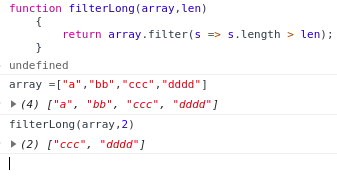 function filterLong(array,len)
{
return array.filter(s => s.length > len);
}
undefined
array =["a","bb","ccc","dddd"]
▶(4) ["a", "bb", "ccc", "dddd"]
filterLong(array,2)
▶(2) ["ccc", "dddd"]